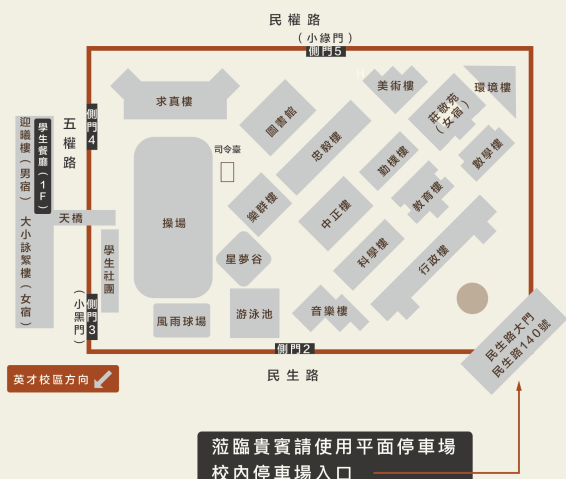 民權路
（小綠門）
側門5
求真樓
圖書館
忠毅樓
美術樓
莊敬苑
（女宿）
環境樓
數學樓
勤樸樓
教育樓
側門4
五權路
迎曦樓（男宿）
學生餐廳（1F）
大小詠絮樓（女宿）
天橋
學生社團
操場
司令臺
樂群樓
中正樓
科學樓
行政樓
星夢谷
風雨球場
游泳池
音樂樓
側門3
（小黑門）
側門2
民生路
民生路大門
民生路140號
英才校區方向
蒞臨貴賓請使用平面停車場
校內停車場入口